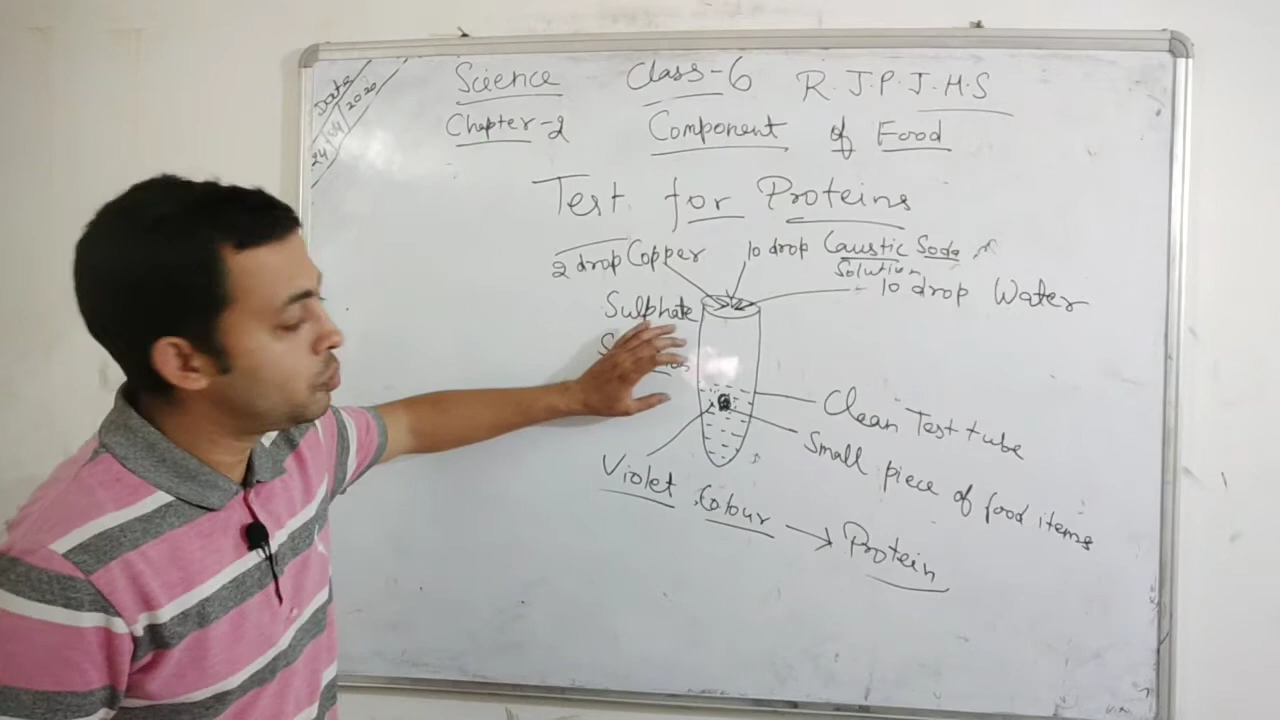 Date
24/04/2020
Science Class-6 R.J.P.J.H.S
Chapter-2 Component of Food
Test for Proteins
2 drop Copper
Sulphate
10 drop Caustic Soda
Solution
10 drop Water
Clean Test tube
Small piece of food items
Violet Colour → Protein